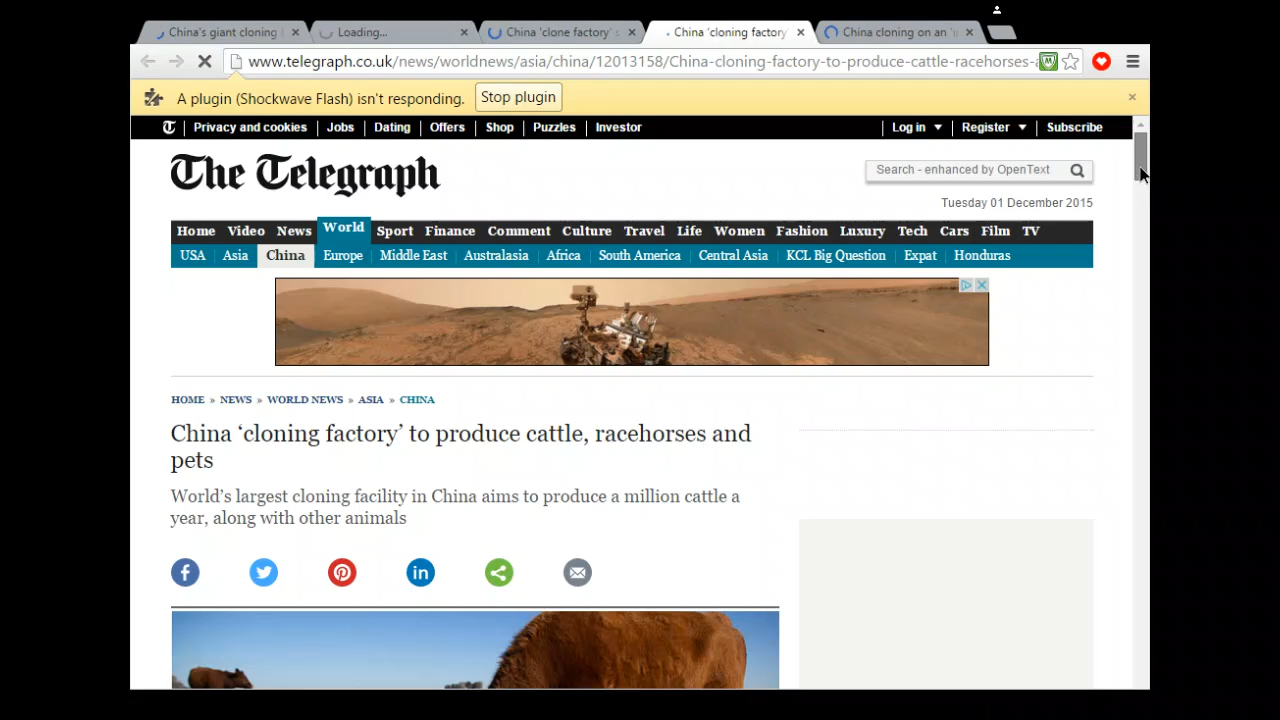 China's giant cloning
Loading...
China 'clone factory'
China 'cloning factory'
China cloning on an 'i
www.telegraph.co.uk/news/worldnews/asia/china/12013158/China-cloning-factory-to-produce-cattle-racehorses-a
A plugin (Shockwave Flash) isn't responding. Stop plugin
Privacy and cookies Jobs Dating Offers Shop Puzzles Investor Log in Register Subscribe
The Telegraph
Search - enhanced by OpenText
Tuesday 01 December 2015
Home Video News World Sport Finance Comment Culture Travel Life Women Fashion Luxury Tech Cars Film TV
USA Asia China Europe Middle East Australasia Africa South America Central Asia KCL Big Question Expat Honduras
HOME » NEWS » WORLD NEWS » ASIA » CHINA
China ‘cloning factory’ to produce cattle, racehorses and
pets
World’s largest cloning facility in China aims to produce a million cattle a
year, along with other animals